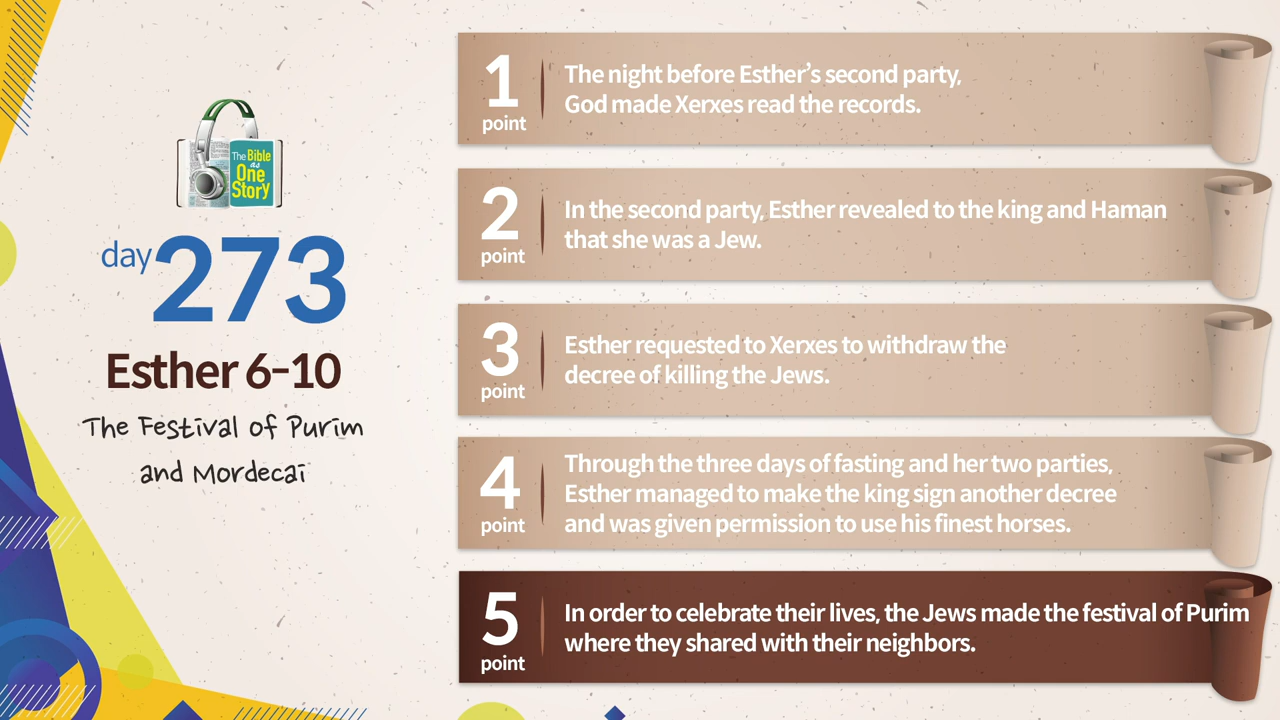 The Bible
as
One
Story
day 273
Esther 6-10
The Festival of Purim
and Mordecai
1
point
The night before Esther’s second party,
God made Xerxes read the records.
2
point
In the second party, Esther revealed to the king and Haman
that she was a Jew.
3
point
Esther requested to Xerxes to withdraw the
decree of killing the Jews.
4
point
Through the three days of fasting and her two parties,
Esther managed to make the king sign another decree
and was given permission to use his finest horses.
5
point
In order to celebrate their lives, the Jews made the festival of Purim
where they shared with their neighbors.